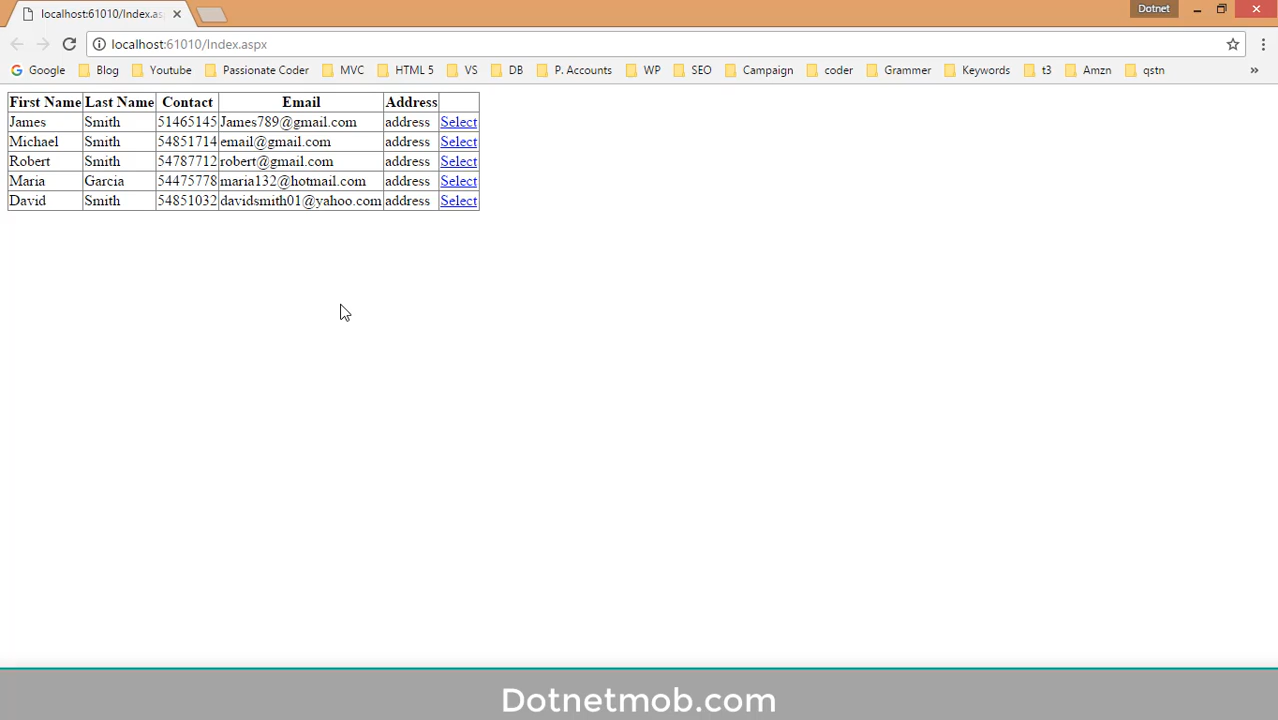 localhost:61010/Index.as
Dotnet
localhost:61010/Index.aspx
Google Blog Youtube Passionate Coder MVC HTML 5 VS DB P. Accounts WP SEO Campaign coder Grammer Keywords t3 Amzn qstn »
First Name Last Name Contact Email Address
James Smith 51465145 James789@gmail.com address Select
Michael Smith 54851714 email@gmail.com address Select
Robert Smith 54787712 robert@gmail.com address Select
Maria Garcia 54475778 maria132@hotmail.com address Select
David Smith 54851032 davidsmith01@yahoo.com address Select
Dotnetmob.com